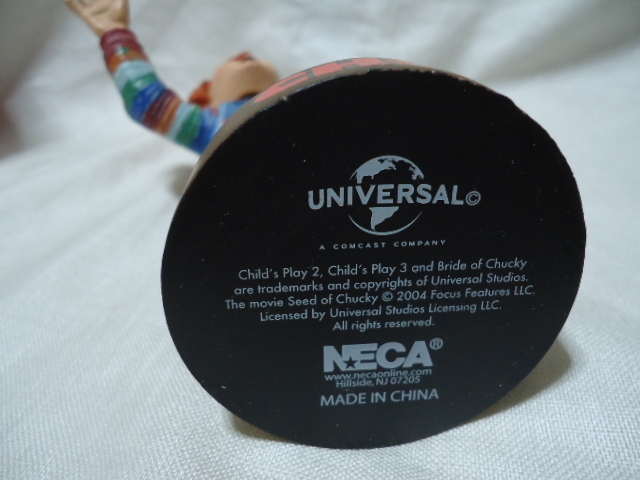 UNIVERSAL©
A COMCAST COMPANY
Child's Play 2, Child's Play 3 and Bride of Chucky
are trademarks and copyrights of Universal Studios.
The movie Seed of Chucky © 2004 Focus Features LLC.
Licensed by Universal Studios Licensing LLC.
All rights reserved.
NECA®
www.necaonline.com
Hillside, NJ 07205
MADE IN CHINA